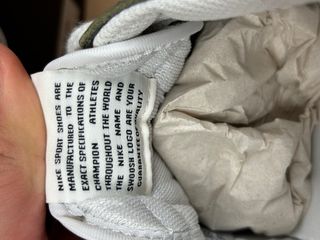 NIKE SPORT SHOES ARE
MANUFACTURED TO THE
EXACT SPECIFICATIONS OF
CHAMPION ATHLETES
THROUGHOUT THE WORLD
THE NIKE NAME AND
SWOOSH LOGO ARE YOUR
GUARANTEE OF QUALITY